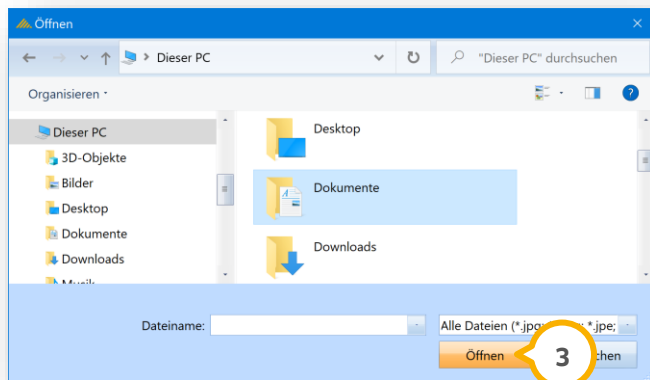 Öffnen
Dieser PC
"Dieser PC" durchsuchen
Organisieren
Dieser PC
3D-Objekte
Bilder
Desktop
Dokumente
Downloads
Musik
Desktop
Dokumente
Downloads
Dateiname:
Alle Dateien (*.jpg; *.jpe;
Öffnen
3